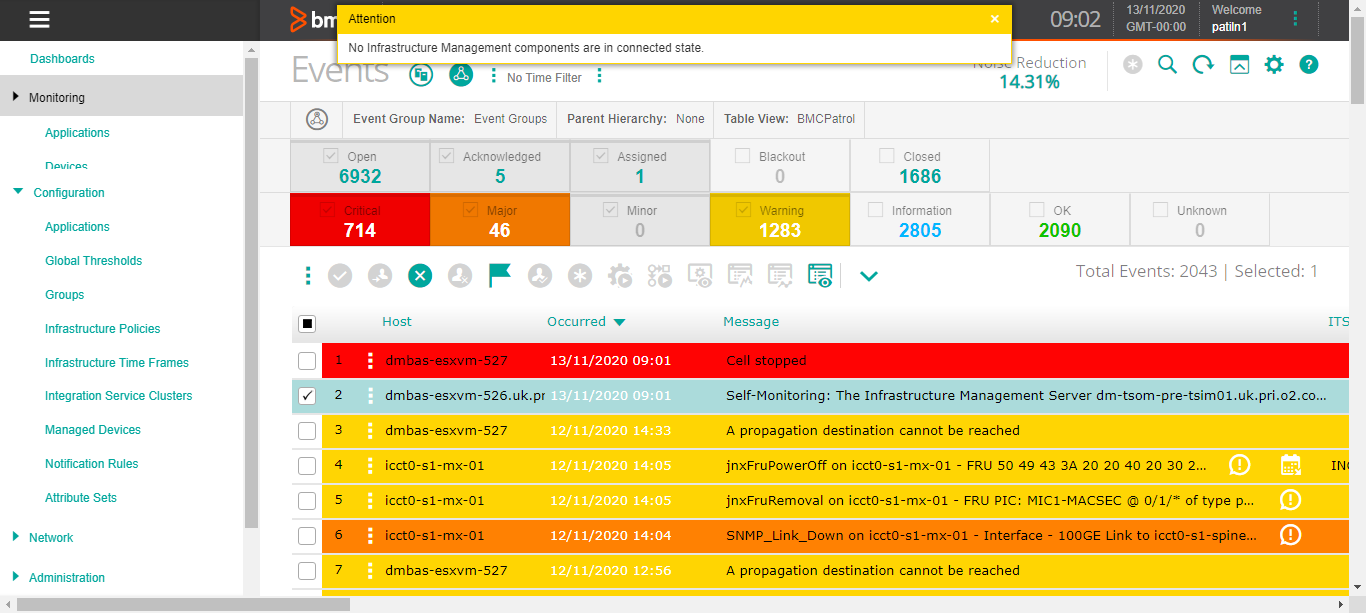 bm
Attention
×
No Infrastructure Management components are in connected state.
09:02
13/11/2020
GMT-00:00
Welcome
patiln1
Dashboards
Monitoring
Applications
Devices
Configuration
Applications
Global Thresholds
Groups
Infrastructure Policies
Infrastructure Time Frames
Integration Service Clusters
Managed Devices
Notification Rules
Attribute Sets
Network
Administration
Events
No Time Filter
Noise Reduction
14.31%
Event Group Name: Event Groups
Parent Hierarchy: None
Table View: BMCPatrol
Open
6932
Acknowledged
5
Assigned
1
Blackout
0
Closed
1686
Critical
714
Major
46
Minor
0
Warning
1283
Information
2805
OK
2090
Unknown
0
Total Events: 2043 | Selected: 1
Host Occurred Message ITS
1 dmbas-esxvm-527 13/11/2020 09:01 Cell stopped
2 dmbas-esxvm-526.uk.pr 13/11/2020 09:01 Self-Monitoring: The Infrastructure Management Server dm-tsom-pre-tsim01.uk.pri.o2.co...
3 dmbas-esxvm-527 12/11/2020 14:33 A propagation destination cannot be reached
4 icct0-s1-mx-01 12/11/2020 14:05 jnxFruPowerOff on icct0-s1-mx-01 - FRU 50 49 43 3A 20 20 40 20 30 2... INC
5 icct0-s1-mx-01 12/11/2020 14:05 jnxFruRemoval on icct0-s1-mx-01 - FRU PIC: MIC1-MACSEC @ 0/1/* of type p...
6 icct0-s1-mx-01 12/11/2020 14:04 SNMP_Link_Down on icct0-s1-mx-01 - Interface - 100GE Link to icct0-s1-spine...
7 dmbas-esxvm-527 12/11/2020 12:56 A propagation destination cannot be reached